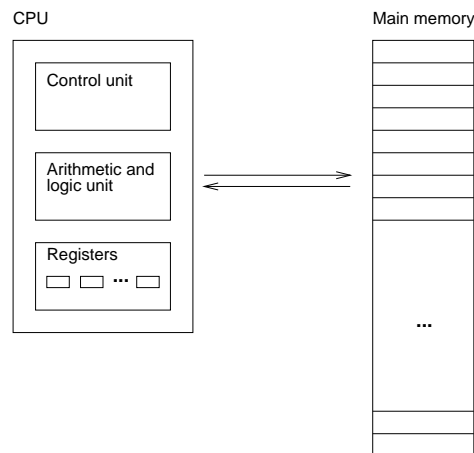 CPU
Main memory
Control unit
Arithmetic and
logic unit
Registers
...
...